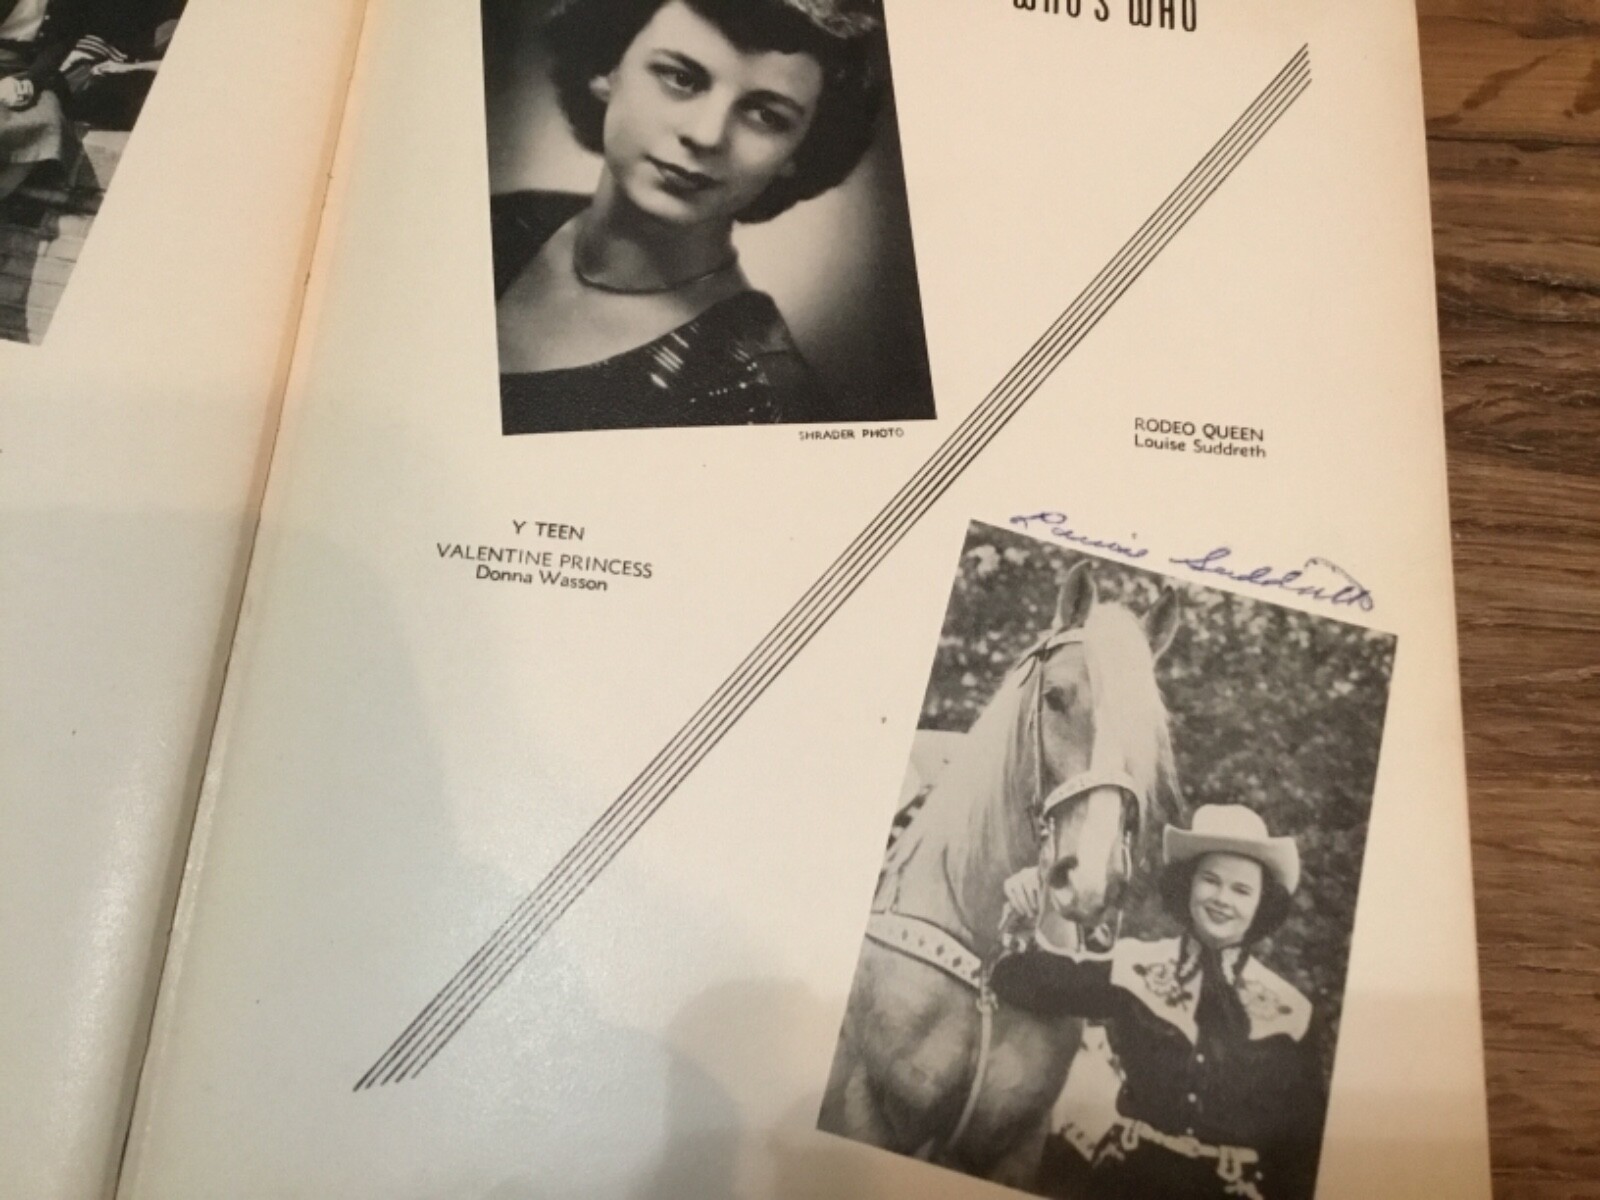 WHO'S WHO
SHRADER PHOTO
RODEO QUEEN
Louise Suddreth
Y TEEN
VALENTINE PRINCESS
Donna Wasson
Louise Suddreth